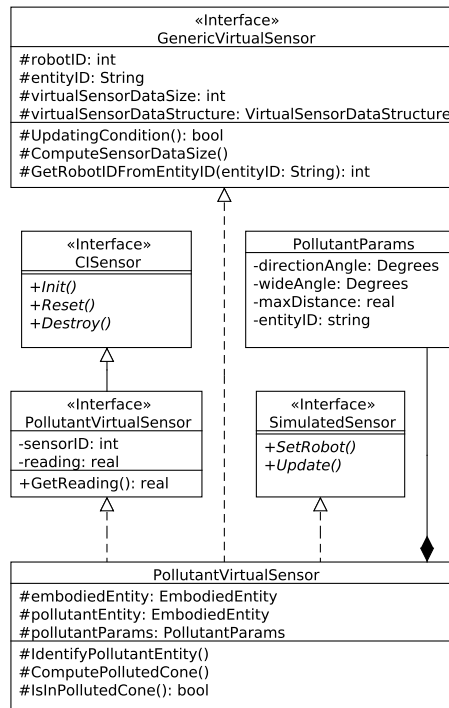 «Interface»
GenericVirtualSensor
#robotID: int
#entityID: String
#virtualSensorDataSize: int
#virtualSensorDataStructure: VirtualSensorDataStructure
#UpdatingCondition(): bool
#ComputeSensorDataSize()
#GetRobotIDFromEntityID(entityID: String): int
«Interface»
CISensor
+Init()
+Reset()
+Destroy()
PollutantParams
-directionAngle: Degrees
-wideAngle: Degrees
-maxDistance: real
-entityID: string
«Interface»
PollutantVirtualSensor
-sensorID: int
-reading: real
+GetReading(): real
«Interface»
SimulatedSensor
+SetRobot()
+Update()
PollutantVirtualSensor
#embodiedEntity: EmbodiedEntity
#pollutantEntity: EmbodiedEntity
#pollutantParams: PollutantParams
#IdentifyPollutantEntity()
#ComputePollutedCone()
#IsInPollutedCone(): bool